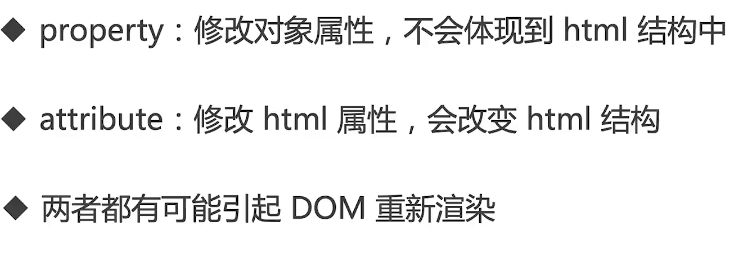 ◆ property：修改对象属性，不会体现到 html 结构中
◆ attribute：修改 html 属性，会改变 html 结构
◆ 两者都有可能引起 DOM 重新渲染